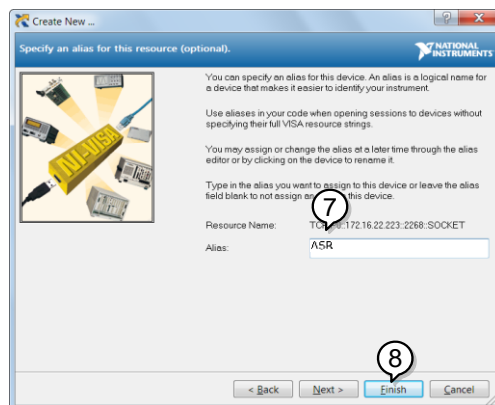 Create New ...
Specify an alias for this resource (optional).
NATIONAL
INSTRUMENTS
You can specify an alias for this device. An alias is a logical name for
a device that makes it easier to identify your instrument.
Use aliases in your code when opening sessions to devices without
specifying their full VISA resource strings.
You may assign or change the alias at a later time through the alias
editor or by clicking on the device to rename it.
Type in the alias you want to assign to this device or leave the alias
field blank to not assign an this device.
NI-VISA
7
Resource Name: ::172.16.22.223::2268::SOCKET
Alias: ASR
8
< Back Next > Finish Cancel